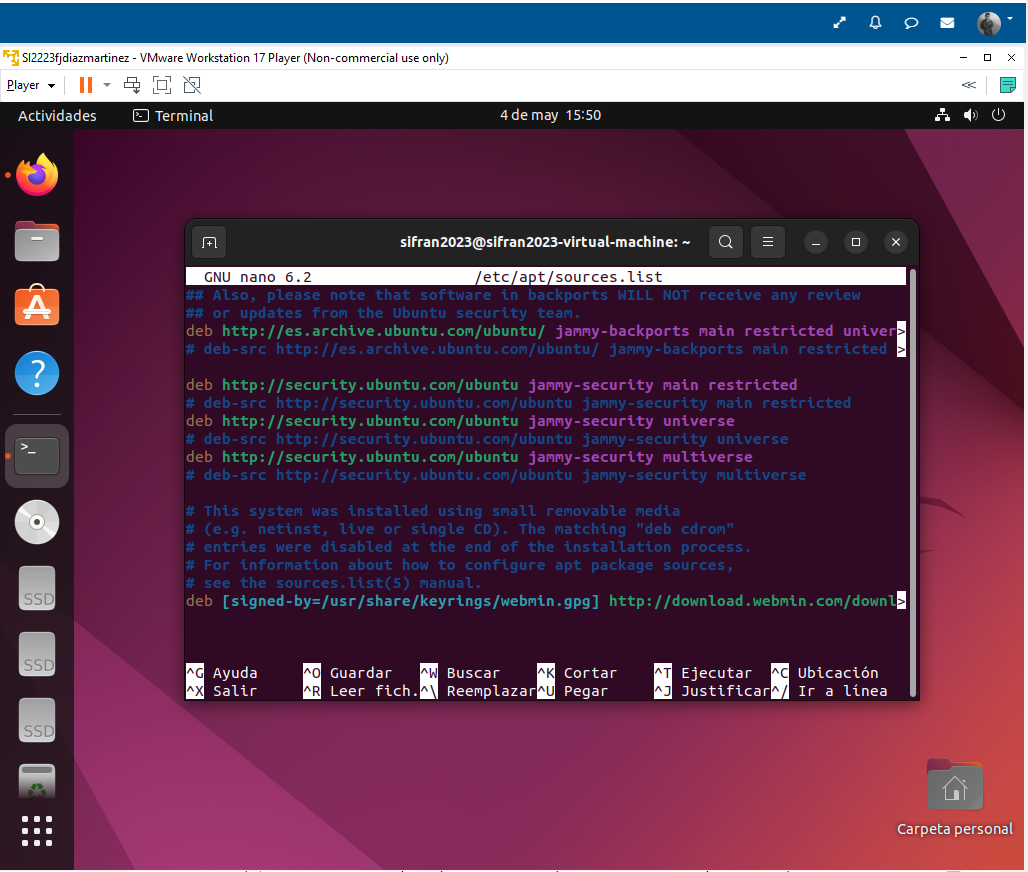 SI2223fjdiazmartinez - VMware Workstation 17 Player (Non-commercial use only)
Player
Actividades
Terminal
4 de may 15:50
sifran2023@sifran2023-virtual-machine: ~
GNU nano 6.2 /etc/apt/sources.list
## Also, please note that software in backports WILL NOT receive any review
## or updates from the Ubuntu security team.
deb http://es.archive.ubuntu.com/ubuntu/ jammy-backports main restricted univer>
# deb-src http://es.archive.ubuntu.com/ubuntu/ jammy-backports main restricted >
deb http://security.ubuntu.com/ubuntu jammy-security main restricted
# deb-src http://security.ubuntu.com/ubuntu jammy-security main restricted
deb http://security.ubuntu.com/ubuntu jammy-security universe
# deb-src http://security.ubuntu.com/ubuntu jammy-security universe
deb http://security.ubuntu.com/ubuntu jammy-security multiverse
# deb-src http://security.ubuntu.com/ubuntu jammy-security multiverse
# This system was installed using small removable media
# (e.g. netinst, live or single CD). The matching "deb cdrom"
# entries were disabled at the end of the installation process.
# For information about how to configure apt package sources,
# see the sources.list(5) manual.
deb [signed-by=/usr/share/keyrings/webmin.gpg] http://download.webmin.com/downl>
^G Ayuda ^O Guardar ^W Buscar ^K Cortar ^T Ejecutar ^C Ubicación
^X Salir ^R Leer fich. ^\ Reemplazar ^U Pegar ^J Justificar ^/ Ir a línea
SSD
SSD
SSD
Carpeta personal